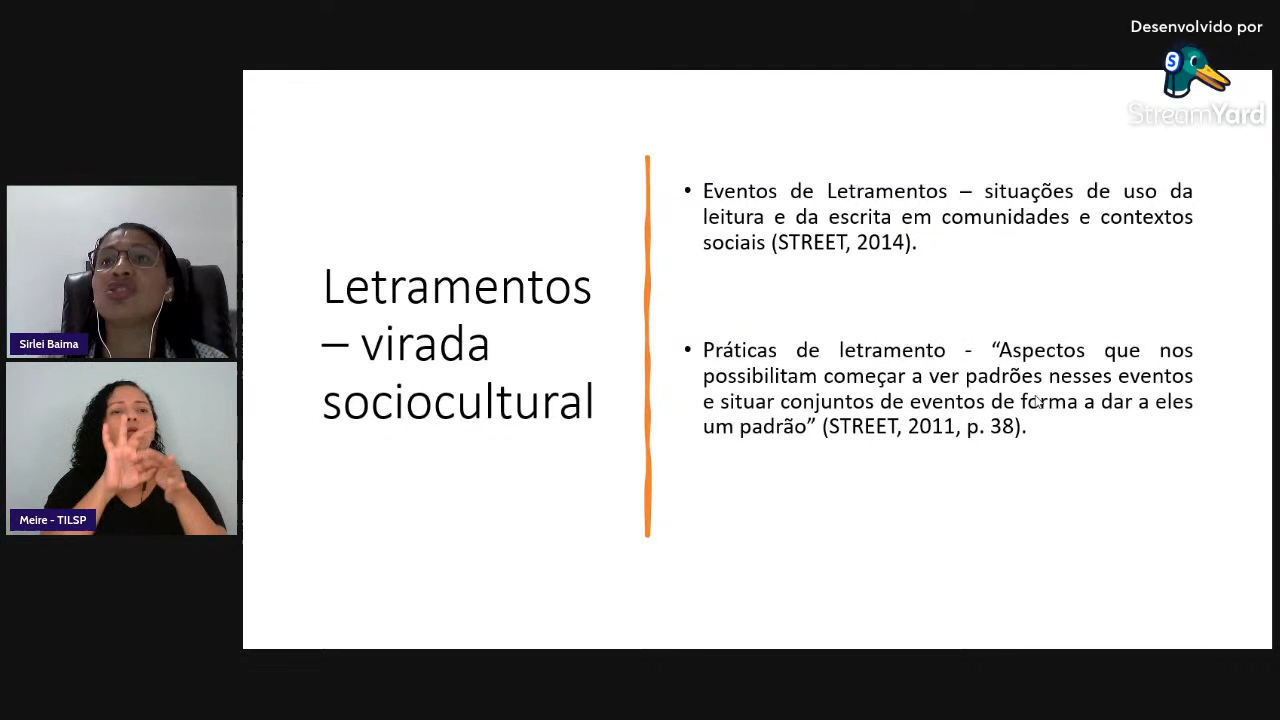 Desenvolvido por
StreamYard
Letramentos
– virada
sociocultural
• Eventos de Letramentos – situações de uso da
leitura e da escrita em comunidades e contextos
sociais (STREET, 2014).
• Práticas de letramento - “Aspectos que nos
possibilitam começar a ver padrões nesses eventos
e situar conjuntos de eventos de forma a dar a eles
um padrão” (STREET, 2011, p. 38).
Sirlei Baima
Meire - TILSP